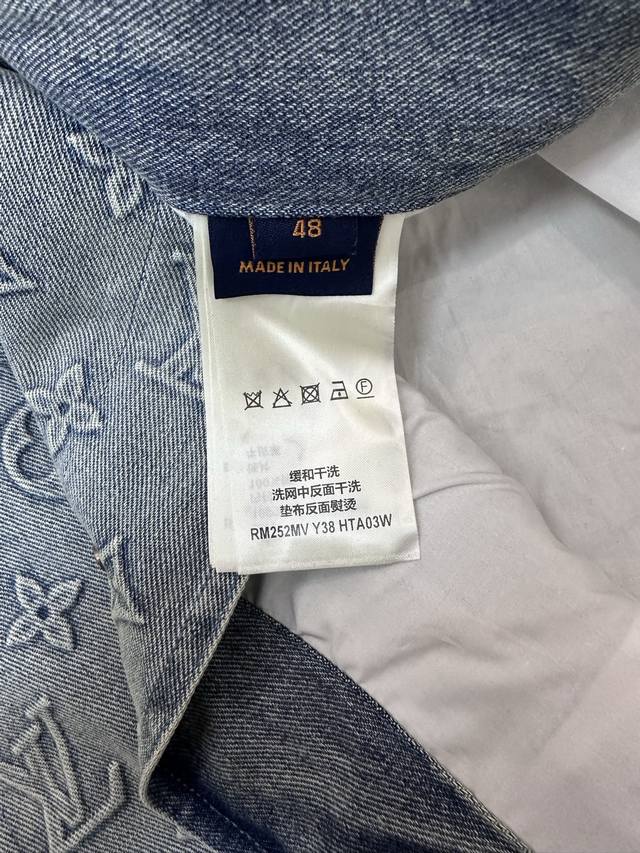 48
MADE IN ITALY
F
缓和干洗
洗网中反面干洗
垫布反面熨烫
RM252MV Y38 HTA03W